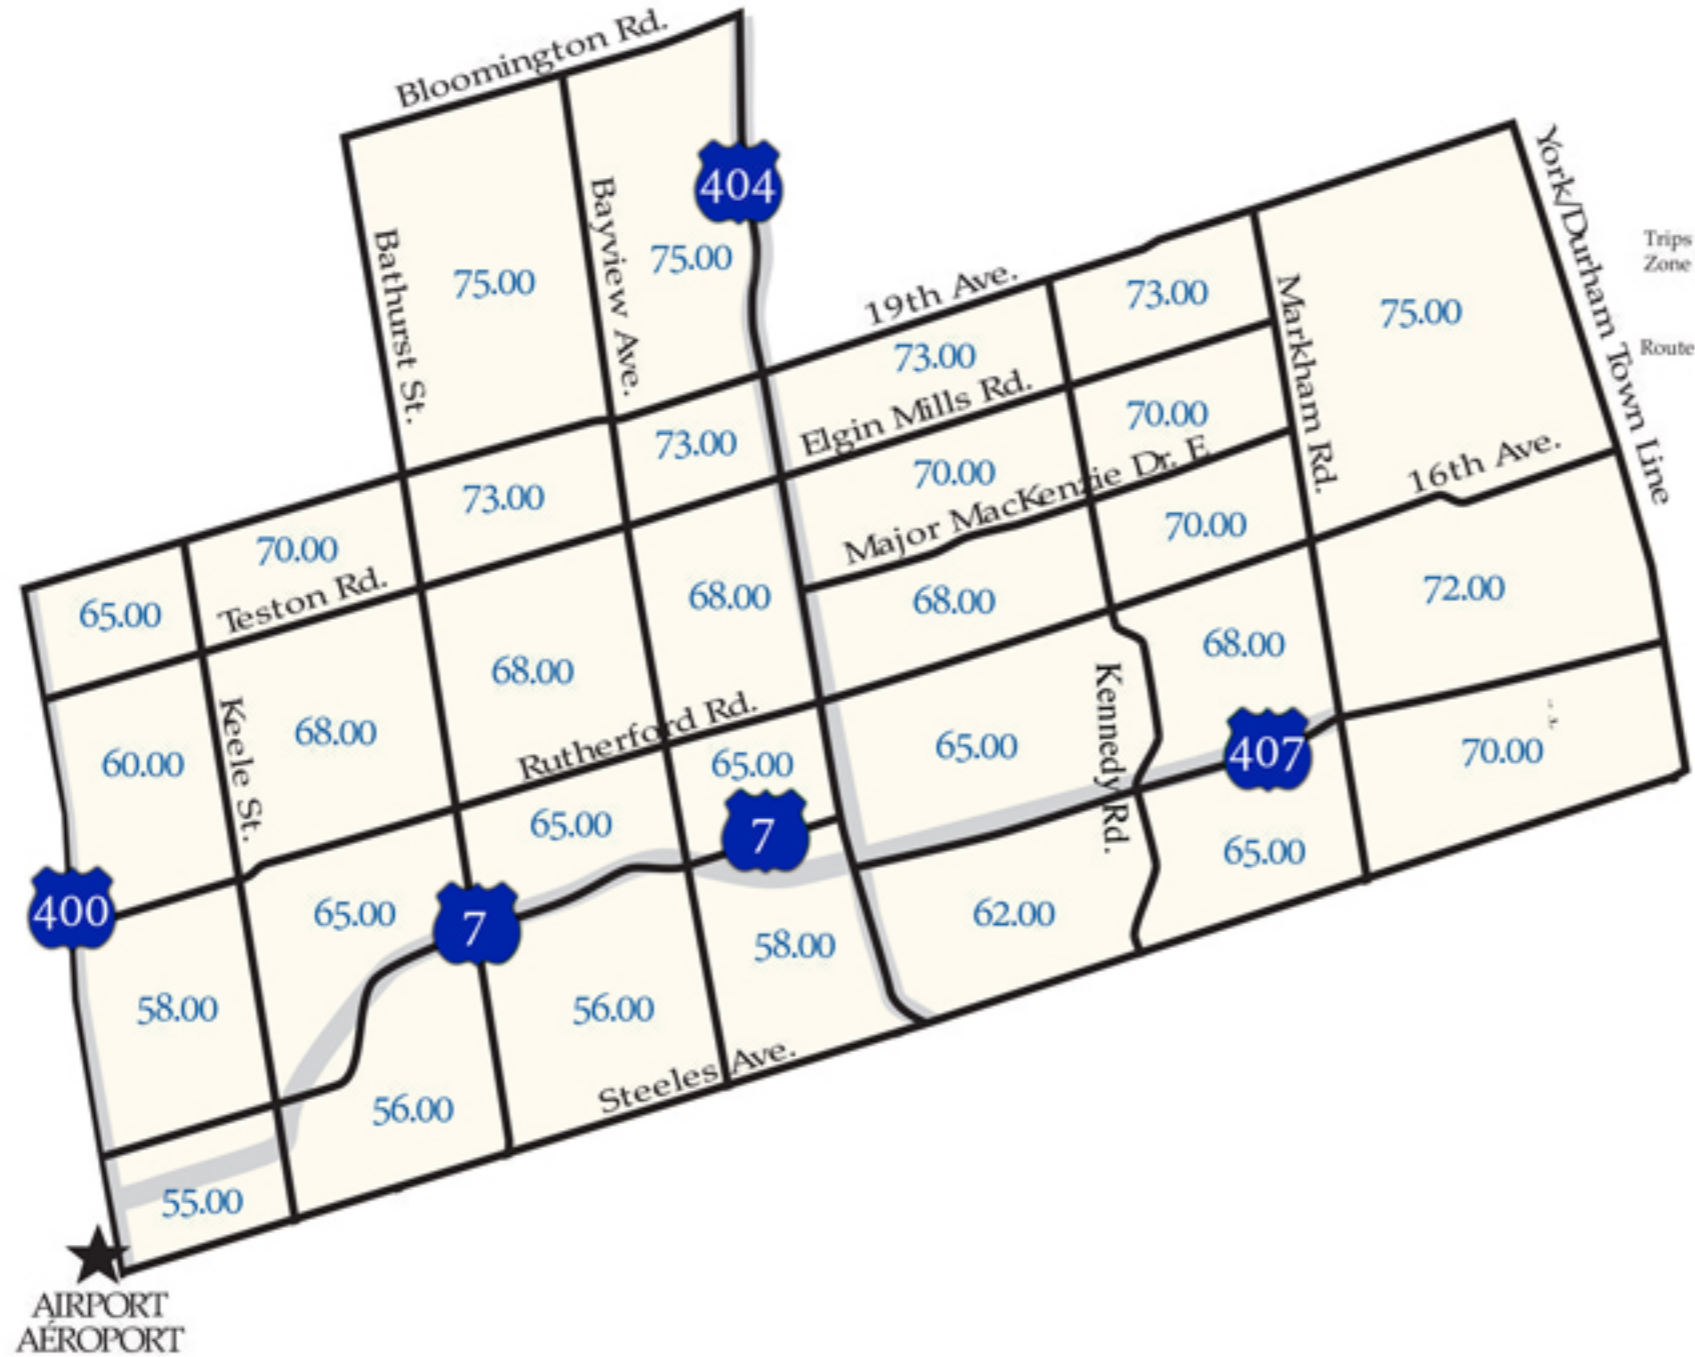 Bloomington Rd.
404
Bathurst St.
Bayview Ave.
75.00
75.00
York/Durham Town Line
Trips
Zone
Route
19th Ave.
73.00
73.00
Markham Rd.
75.00
Elgin Mills Rd.
73.00
73.00
70.00
70.00
Major MacKenzie Dr. E
16th Ave.
70.00
65.00
Teston Rd.
68.00
68.00
70.00
72.00
60.00
Keele St.
68.00
68.00
Rutherford Rd.
65.00
65.00
65.00
Kennedy Rd.
68.00
407
70.00
400
65.00
7
7
58.00
56.00
58.00
62.00
65.00
56.00
Steeles Ave.
55.00
AIRPORT
AÉROPORT